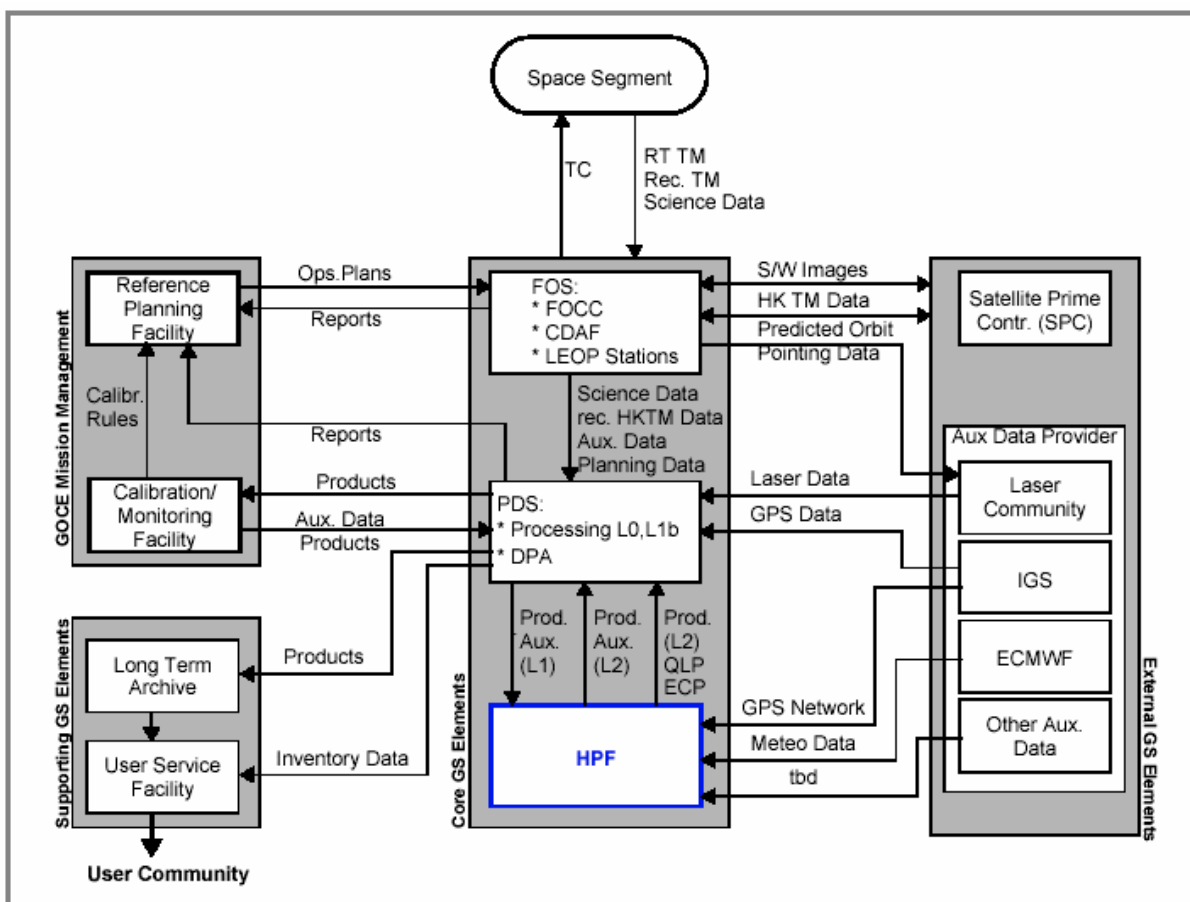 Space Segment
TC
RT TM
Rec. TM
Science Data
GOCE Mission Management
Reference
Planning
Facility
Ops.Plans
Reports
Calibr.
Rules
Reports
Calibration/
Monitoring
Facility
Products
Aux. Data
Products
Core GS Elements
FOS:
* FOCC
* CDAF
* LEOP Stations
Science Data
rec. HKTM Data
Aux. Data
Planning Data
PDS:
* Processing L0,L1b
* DPA
Prod.
Aux.
(L1)
Prod.
Aux.
(L2)
Prod.
(L2)
QLP
ECP
HPF
S/W Images
HK TM Data
Predicted Orbit
Pointing Data
Laser Data
GPS Data
GPS Network
Meteo Data
tbd
External GS Elements
Satellite Prime
Contr. (SPC)
Aux Data Provider
Laser
Community
IGS
ECMWF
Other Aux.
Data
Supporting GS Elements
Long Term
Archive
User Service
Facility
Products
Inventory Data
User Community